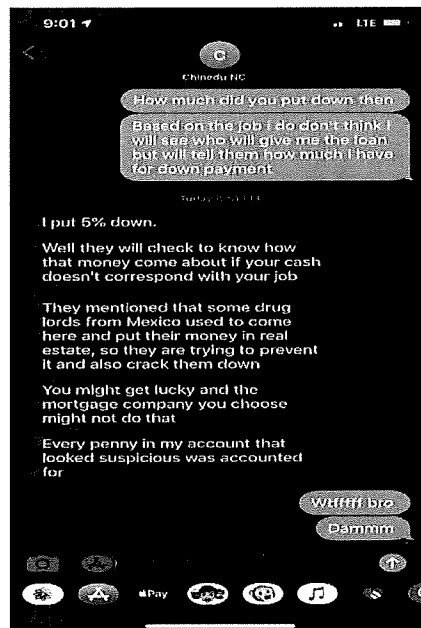 9:01
LTE
C
Chinedu NC
How much did you put down then
Based on the job i do don't think I
will see who will give me the loan
but will tell them how much I have
for down payment
Today
I put 5% down.
Well they will check to know how
that money come about if your cash
doesn't correspond with your job
They mentioned that some drug
lords from Mexico used to come
here and put their money in real
estate, so they are trying to prevent
it and also crack them down
You might get lucky and the
mortgage company you choose
might not do that
Every penny in my account that
looked suspicious was accounted
for
Wtfffff bro
Dammm
Pay